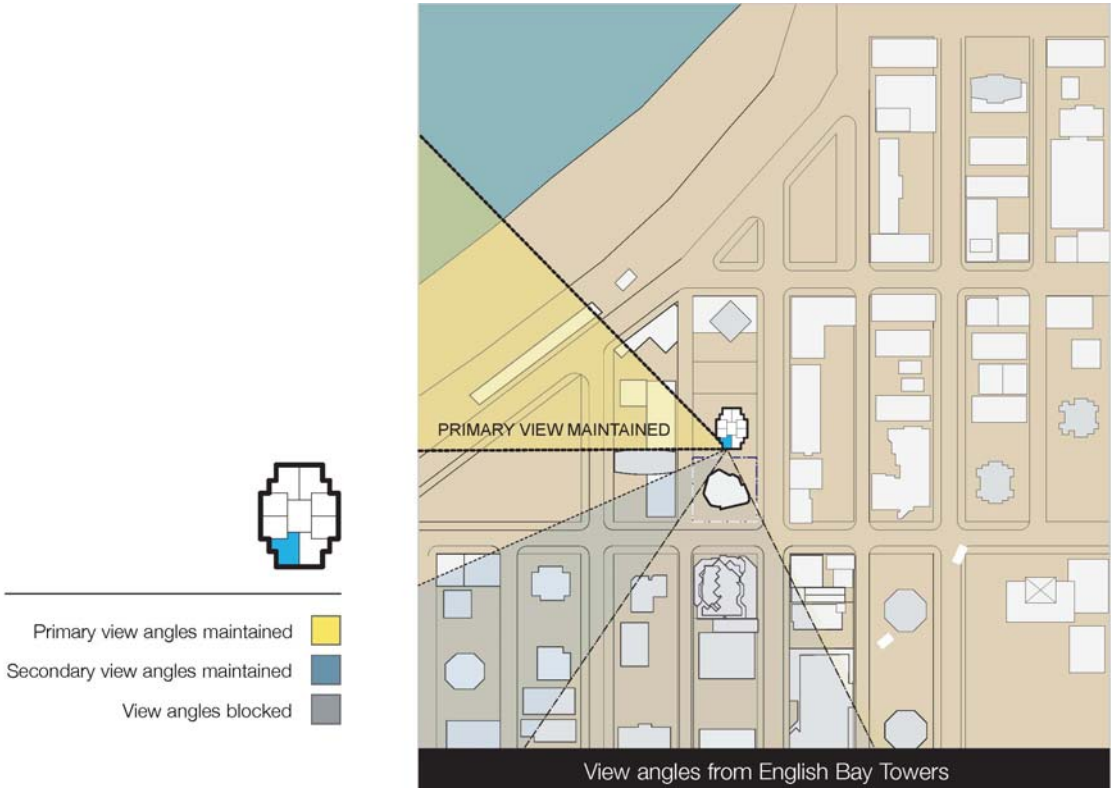 PRIMARY VIEW MAINTAINED
Primary view angles maintained
Secondary view angles maintained
View angles blocked
View angles from English Bay Towers